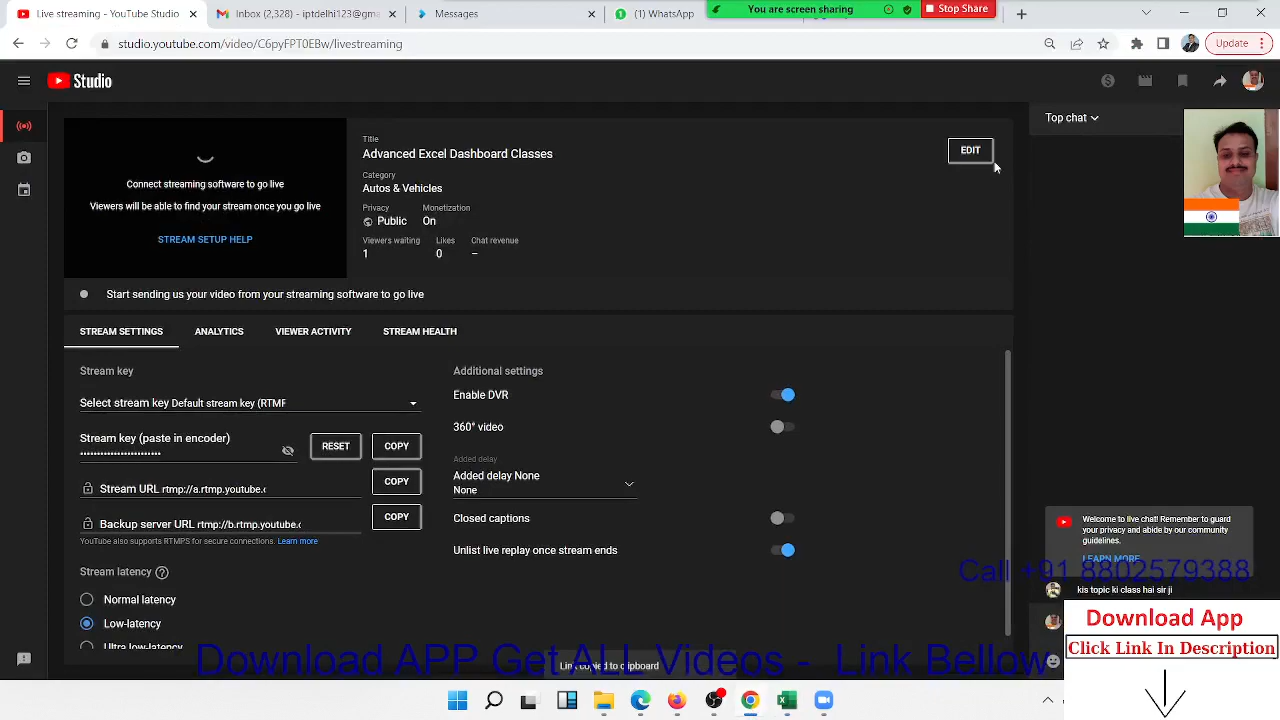 Live streaming - YouTube Studio
Inbox (2,328) - iptdelhi123@gma
Messages
(1) WhatsApp
You are screen sharing
Stop Share
studio.youtube.com/video/C6pyFPT0EBw/livestreaming
Update
Studio
Connect streaming software to go live
Viewers will be able to find your stream once you go live
STREAM SETUP HELP
Title
Advanced Excel Dashboard Classes
EDIT
Category
Autos & Vehicles
Privacy Monetization
Public On
Viewers waiting Likes Chat revenue
1 0 –
Start sending us your video from your streaming software to go live
Top chat
STREAM SETTINGS ANALYTICS VIEWER ACTIVITY STREAM HEALTH
Stream key
Select stream key Default stream key (RTMF
Stream key (paste in encoder)
RESET COPY
Stream URL rtmp://a.rtmp.youtube.c
COPY
Backup server URL rtmp://b.rtmp.youtube.c
COPY
YouTube also supports RTMPS for secure connections. Learn more
Stream latency
Normal latency
Low-latency
Ultra low-latency
Additional settings
Enable DVR
360° video
Added delay
Added delay None
None
Closed captions
Unlist live replay once stream ends
Welcome to live chat! Remember to guard
your privacy and abide by our community
guidelines.
LEARN MORE
Call +91 8802579388
kis topic ki class hai sir ji
Download App
Click Link In Description
Download APP Get ALL Videos - Link Bellow
Link copied to clipboard